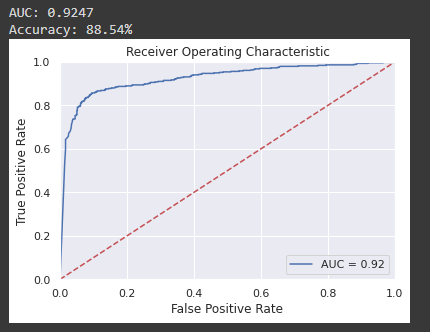 AUC: 0.9247
Accuracy: 88.54%
Receiver Operating Characteristic
1.0
0.8
0.6
0.4
0.2
0.0
True Positive Rate
AUC = 0.92
0.0 0.2 0.4 0.6 0.8 1.0
False Positive Rate